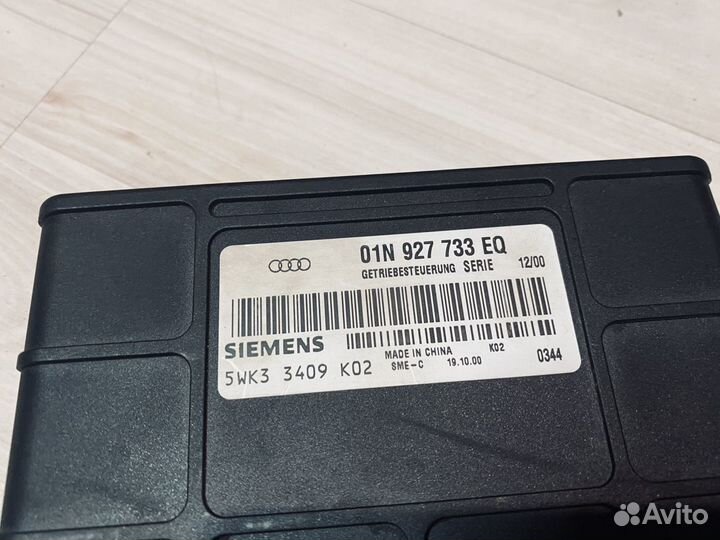 01N 927 733 EQ
GETRIEBESTEUERUNG SERIE 12/00
SIEMENS
MADE IN CHINA K02
5WK3 3409 K02 SME-C 19.10.00 0344
Avito